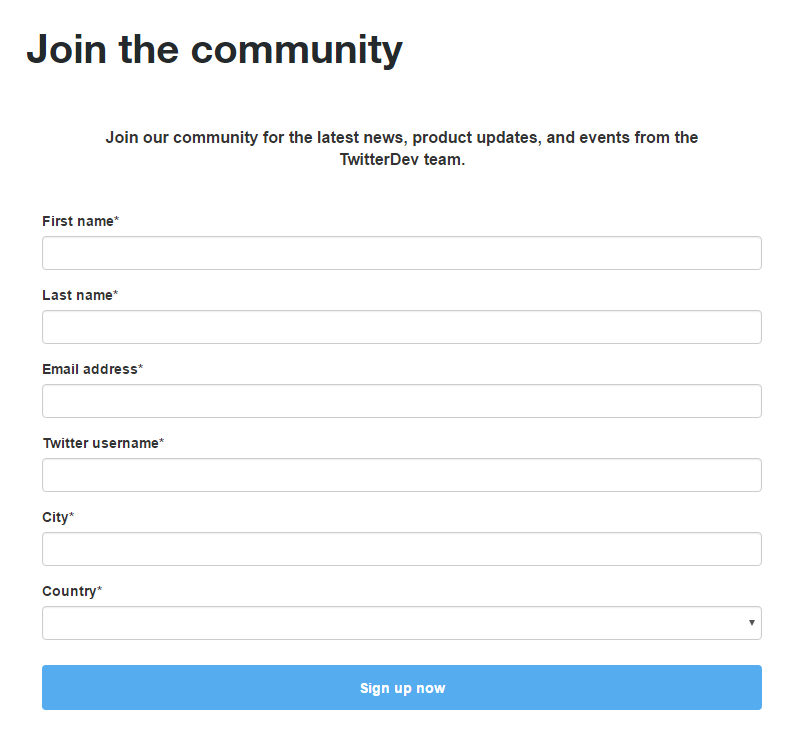 Join the community
Join our community for the latest news, product updates, and events from the
TwitterDev team.
First name*
Last name*
Email address*
Twitter username*
City*
Country*
Sign up now